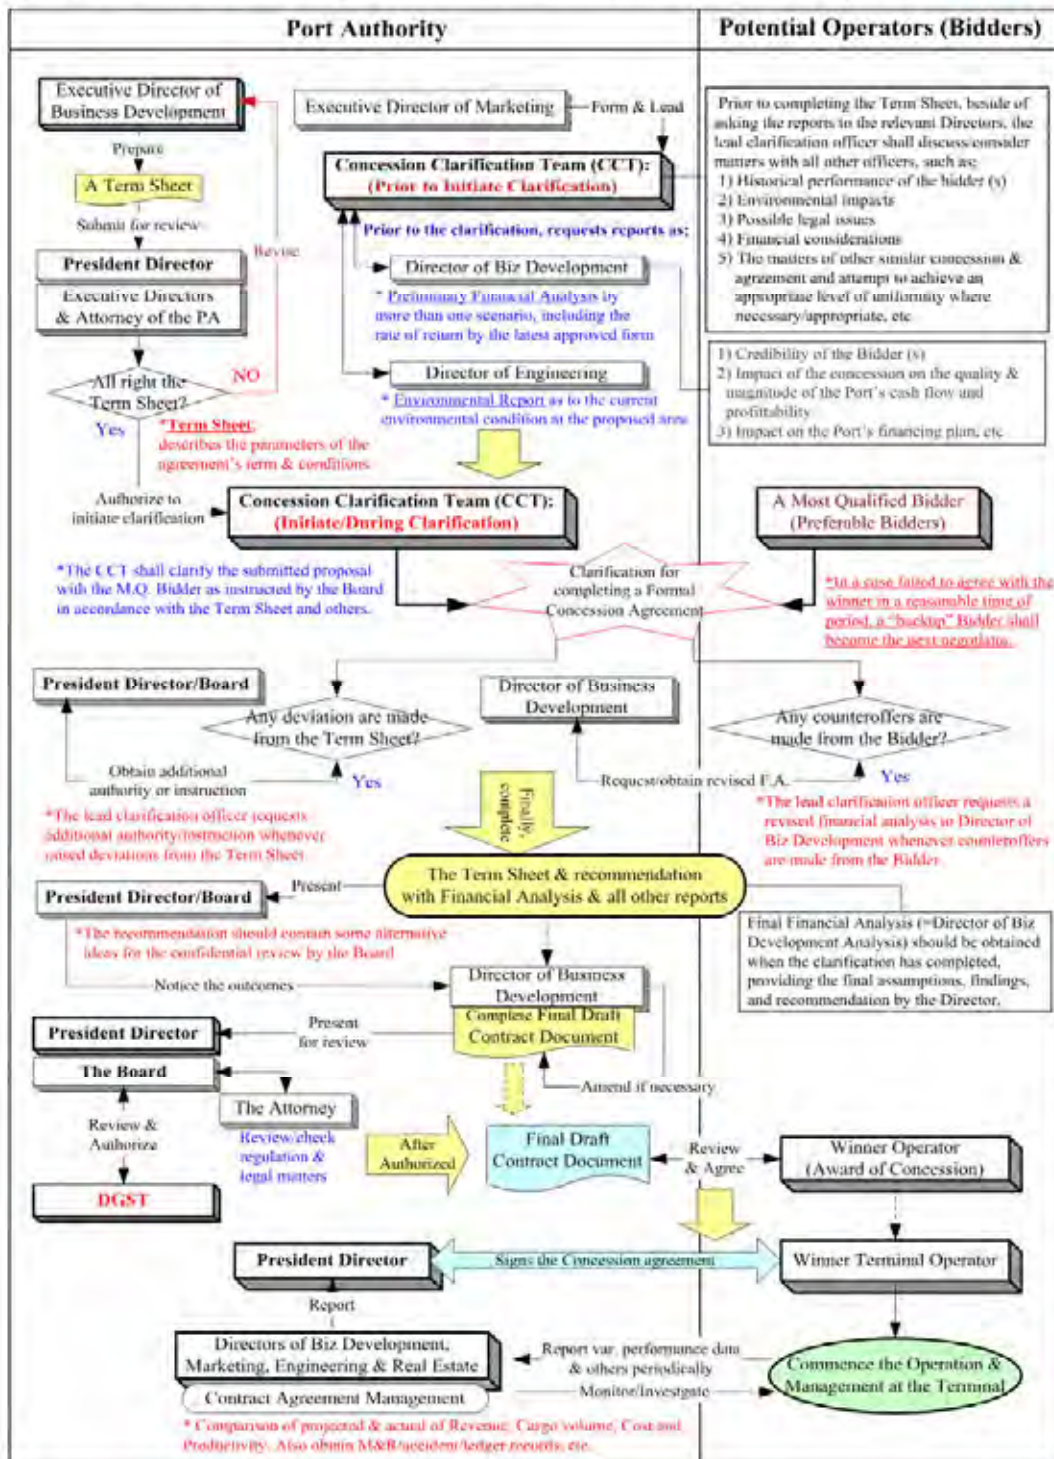 Port Authority
Potential Operators (Bidders)
Executive Director of
Business Development
Prepare
A Term Sheet
Submit for review
President Director
Executive Directors
& Attorney of the PA
All right the
Term Sheet?
NO
Revise
Yes
*Term Sheet,
describes the parameters of the
agreement's term & conditions
Authorize to
initiate clarification
Executive Director of Marketing
Form & Lead
Concession Clarification Team (CCT):
(Prior to Initiate Clarification)
Prior to the clarification, requests reports as;
Director of Biz Development
* Preliminary Financial Analysis by
more than one scenario, including the
rate of return by the latest approved form
Director of Engineering
* Environmental Report as to the current
environmental condition at the proposed area
Prior to completing the Term Sheet, beside of
asking the reports to the relevant Directors, the
lead clarification officer shall discuss/consider
matters with all other officers, such as;
1) Historical performance of the bidder (s)
2) Environmental impacts
3) Possible legal issues
4) Financial considerations
5) The matters of other similar concession &
agreement and attempt to achieve an
appropriate level of uniformity where
necessary/appropriate, etc
1) Credibility of the Bidder (s)
2) Impact of the concession on the quality &
magnitude of the Port's cash flow and
profittability
3) Impact on the Port's financing plan, etc
Concession Clarification Team (CCT):
(Initiate/During Clarification)
A Most Qualified Bidder
(Preferable Bidders)
*The CCT shall clarify the submitted proposal
with the M.Q. Bidder as instructed by the Board
in accordance with the Term Sheet and others.
Clarification for
completing a Formal
Concession Agreement
*In a case failed to agree with the
winner in a reasonable time of
period, a "backup" Bidder shall
become the next negotiator.
President Director/Board
Any deviation are made
from the Term Sheet?
Director of Business
Development
Any counteroffers are
made from the Bidder?
Obtain additional
authority or instruction
Yes
Request/obtain revised F.A.
Yes
*The lead clarification officer requests
additional authority/instruction whenever
raised deviations from the Term Sheet
Finally,
complete
*The lead clarification officer requests a
revised financial analysis to Director of
Biz Development whenever counteroffers
are made from the Bidder.
The Term Sheet & recommendation
with Financial Analysis & all other reports
Present
President Director/Board
*The recommendation should contain some alternative
ideas for the confidential review by the Board
Notice the outcomes
Final Financial Analysis (=Director of Biz
Development Analysis) should be obtained
when the clarification has completed,
providing the final assumptions, findings,
and recommendation by the Director.
Director of Business
Development
Complete Final Draft
Contract Document
Present
for review
President Director
The Board
The Attorney
Amend if necessary
Review &
Authorize
Review/check
regulation &
legal matters
DGST
After
Authorized
Final Draft
Contract Document
Review
& Agree
Winner Operator
(Award of Concession)
President Director
Signs the Concession agreement
Winner Terminal Operator
Report
Directors of Biz Development,
Marketing, Engineering & Real Estate
Contract Agreement Management
Report var. performance data
& others periodically
Monitor/Investgate
Commence the Operation &
Management at the Terminal
* Comparison of projected & actual of Revenue, Cargo volume, Cost and
Productivity. Also obtain M&R/accident/ledger records, etc.